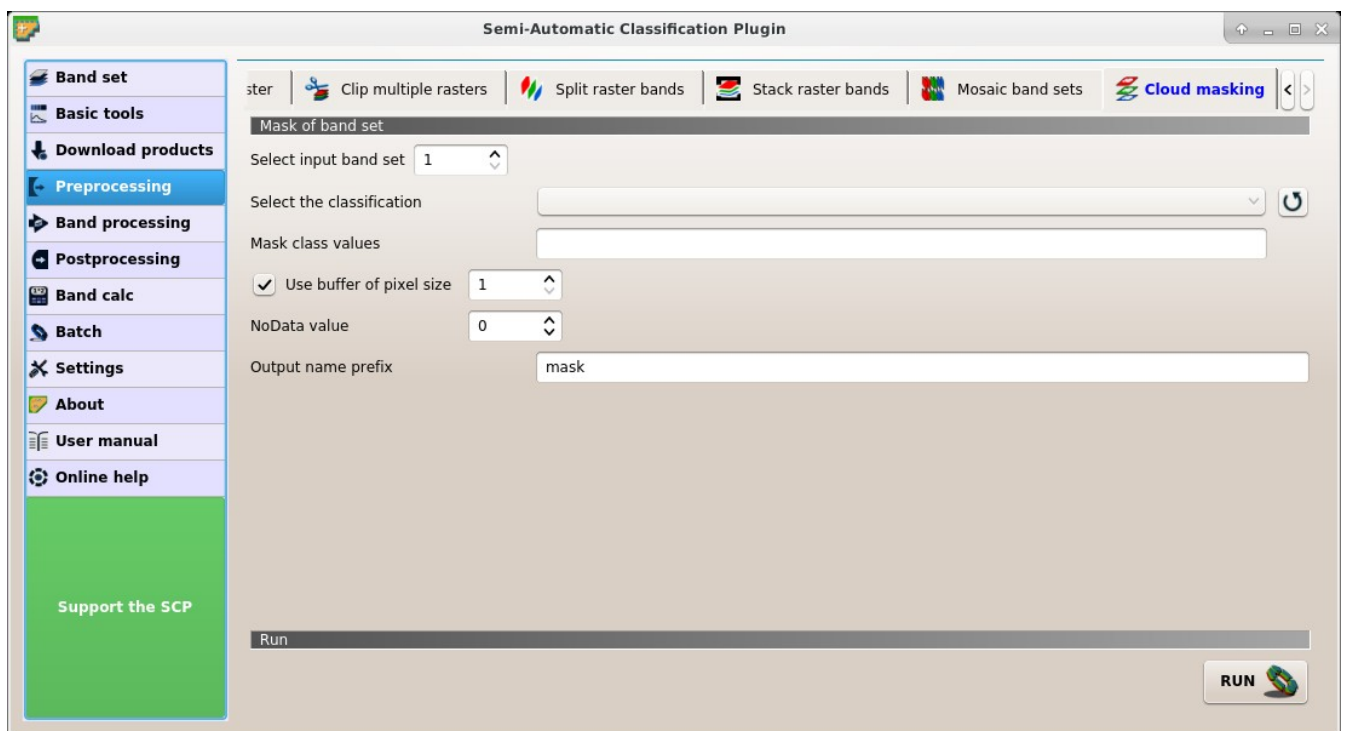 Semi-Automatic Classification Plugin
Band set
Basic tools
Download products
Preprocessing
Band processing
Postprocessing
Band calc
Batch
Settings
About
User manual
Online help
Support the SCP
ster Clip multiple rasters Split raster bands Stack raster bands Mosaic band sets Cloud masking < >
Mask of band set
Select input band set 1
Select the classification
Mask class values
Use buffer of pixel size 1
NoData value 0
Output name prefix mask
Run
RUN